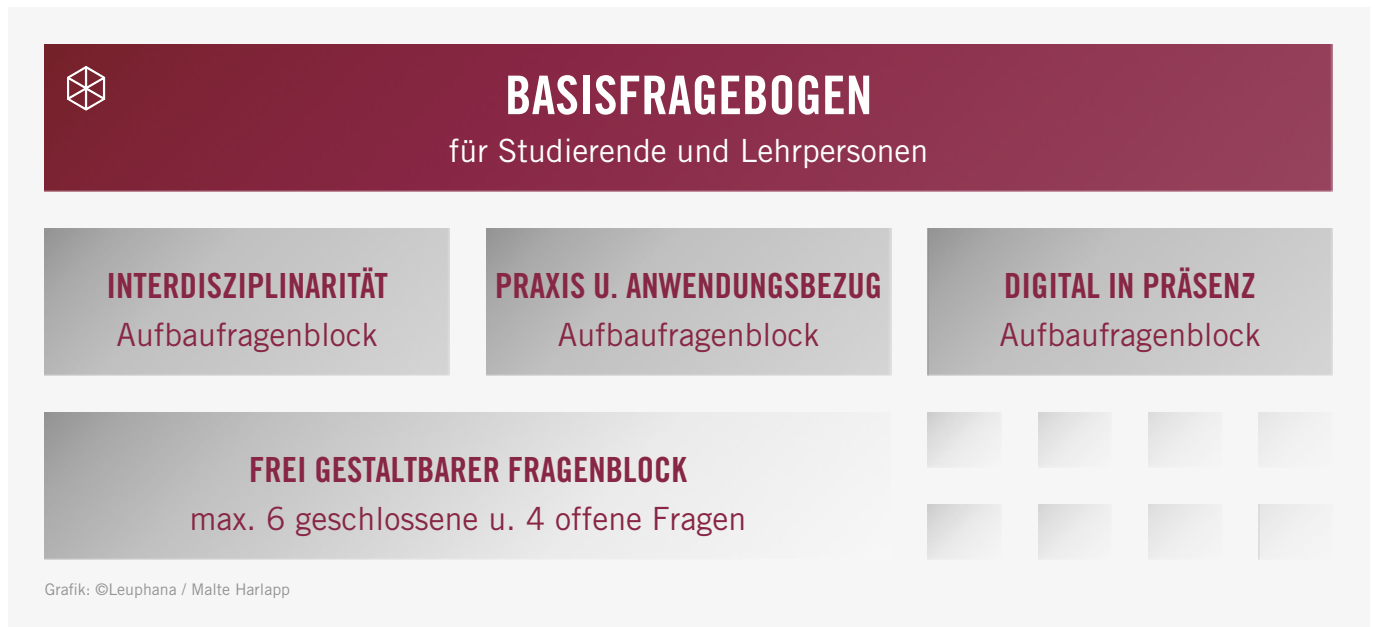 BASISFRAGEBOGEN
für Studierende und Lehrpersonen
INTERDISZIPLINARITÄT
Aufbaufragenblock
PRAXIS U. ANWENDUNGSBEZUG
Aufbaufragenblock
DIGITAL IN PRÄSENZ
Aufbaufragenblock
FREI GESTALTBARER FRAGENBLOCK
max. 6 geschlossene u. 4 offene Fragen
Grafik: ©Leuphana / Malte Harlapp